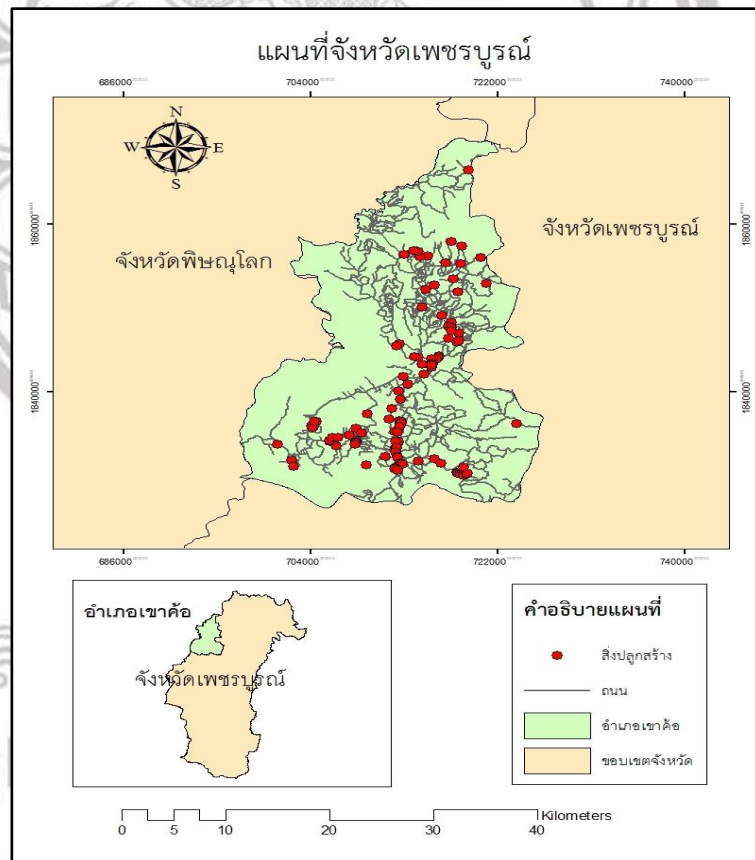 แผนที่จังหวัดเพชรบูรณ์
686000 704000 722000 740000
N
W E
S
1860000 1860000
จังหวัดพิษณุโลก
จังหวัดเพชรบูรณ์
1840000 1840000
686000 704000 722000 740000
อำเภอเขาค้อ
จังหวัดเพชรบูรณ์
คำอธิบายแผนที่
สิ่งปลูกสร้าง
ถนน
อำเภอเขาค้อ
ขอบเขตจังหวัด
Kilometers
0 5 10 20 30 40